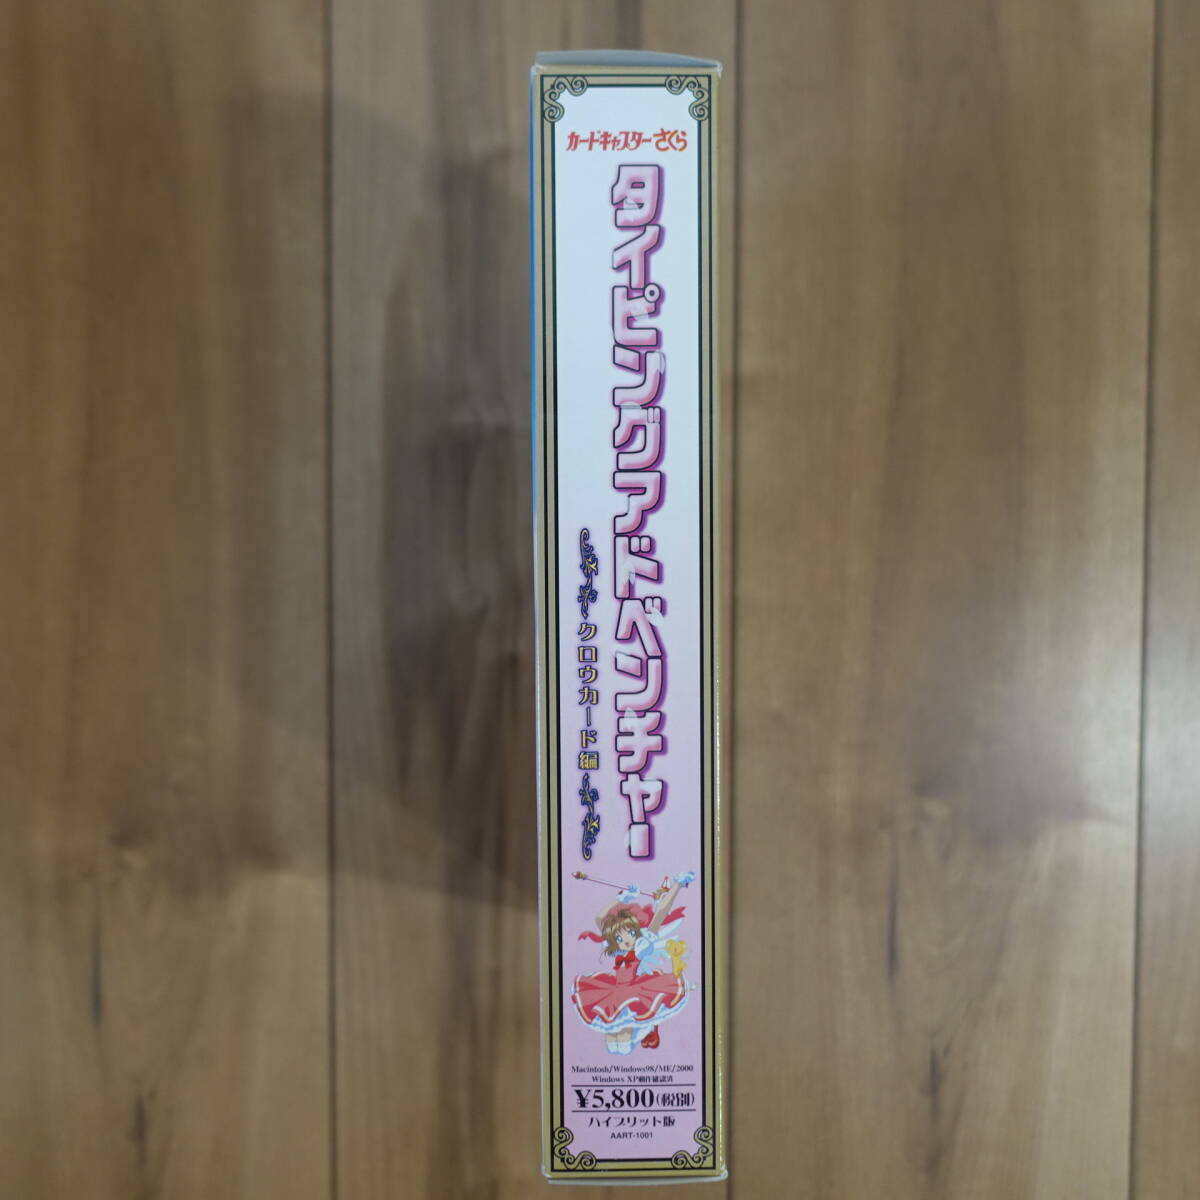 カードキャプターさくら
タイピングアドベンチャー
クロウカード編
Macintosh/Windows98/ME/2000
Windows XP動作確認済
¥5,800(税別)
ハイブリット版
AART-1001